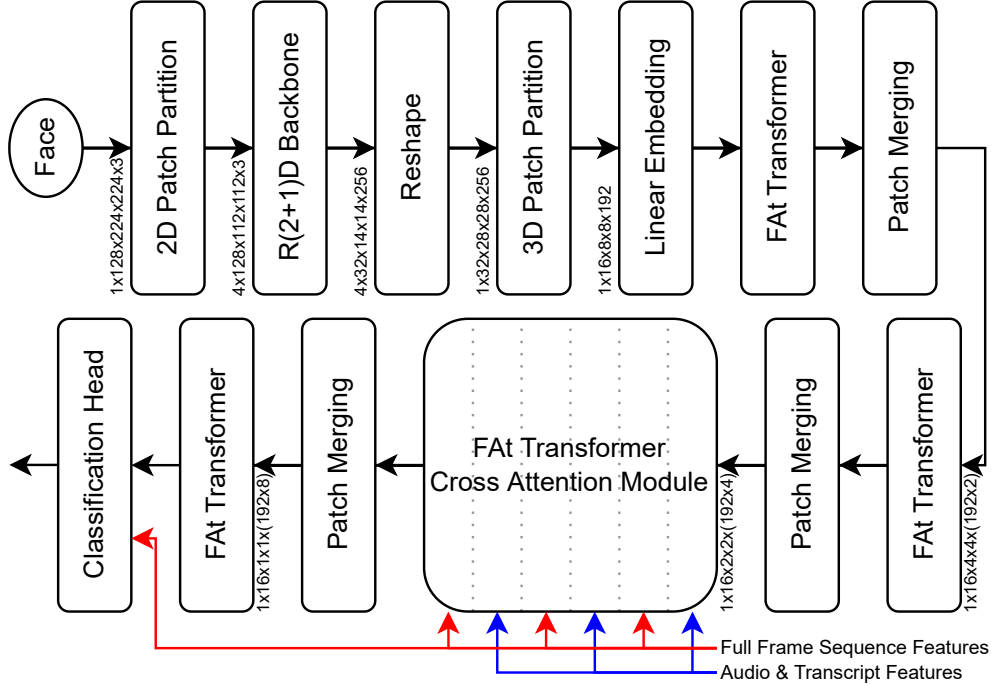 Face
1x128x224x224x3
2D Patch Partition
4x128x112x112x3
R(2+1)D Backbone
4x32x14x14x256
Reshape
1x32x28x28x256
3D Patch Partition
1x16x8x8x192
Linear Embedding
FAt Transformer
Patch Merging
1x16x4x4x(192x2)
FAt Transformer
Patch Merging
1x16x2x2x(192x4)
FAt Transformer
Cross Attention Module
Patch Merging
1x16x1x1x(192x8)
FAt Transformer
Classification Head
Full Frame Sequence Features
Audio & Transcript Features